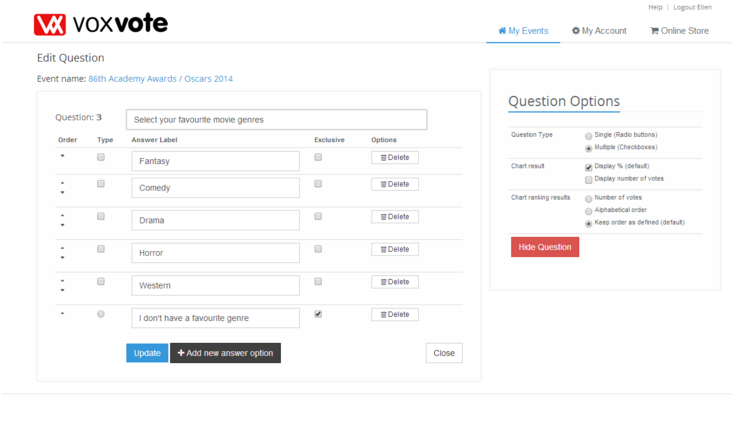 Help | Logout Ellen
VOXVOTE
My Events My Account Online Store
Edit Question
Event name: 86th Academy Awards / Oscars 2014
Question: 3 Select your favourite movie genres
Order Type Answer Label Exclusive Options
Fantasy Delete
Comedy Delete
Drama Delete
Horror Delete
Western Delete
I don't have a favourite genre Delete
Update Add new answer option Close
Question Options
Question Type Single (Radio buttons)
Multiple (Checkboxes)
Chart result Display % (default)
Display number of votes
Chart ranking results Number of votes
Alphabetical order
Keep order as defined (default)
Hide Question